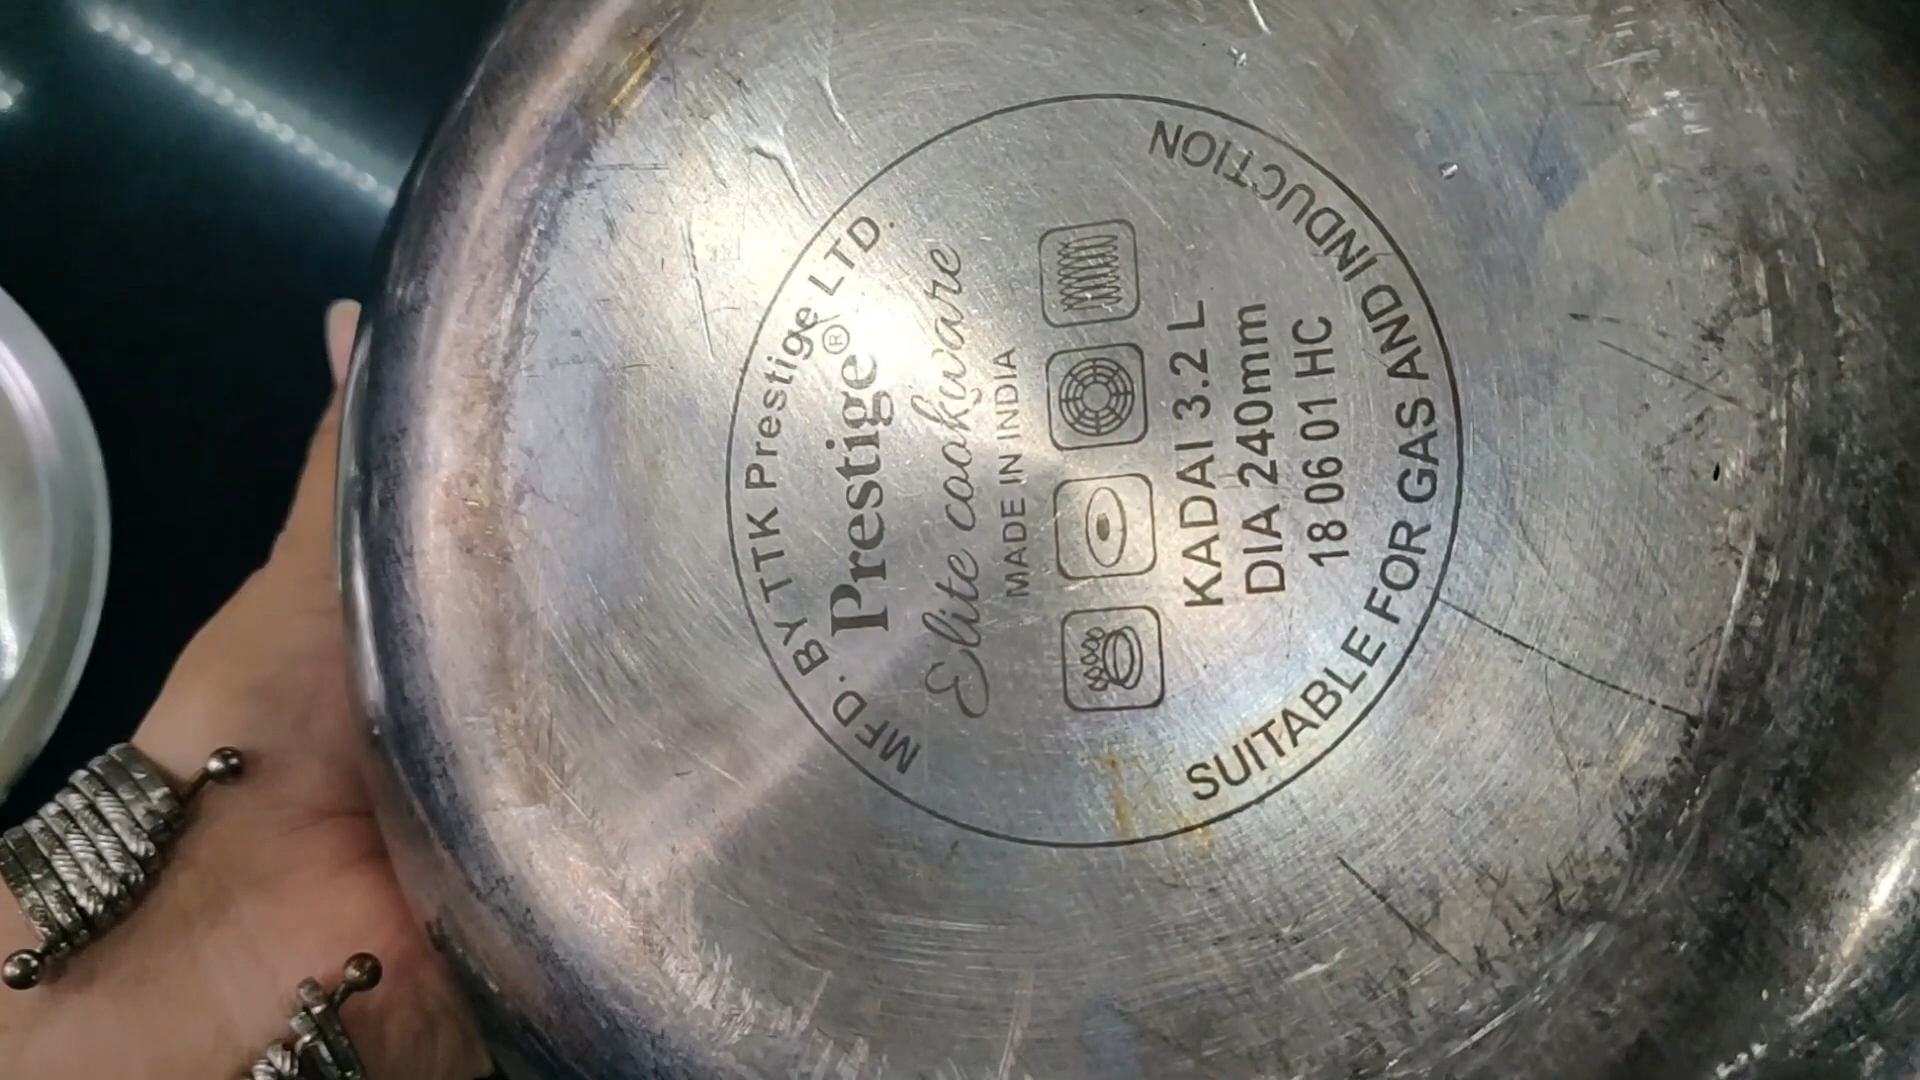 MFD. BY TTK Prestige LTD.
Prestige®
Elite cookware
MADE IN INDIA
KADAI 3.2 L
DIA 240mm
18 06 01 HC
SUITABLE FOR GAS AND INDUCTION